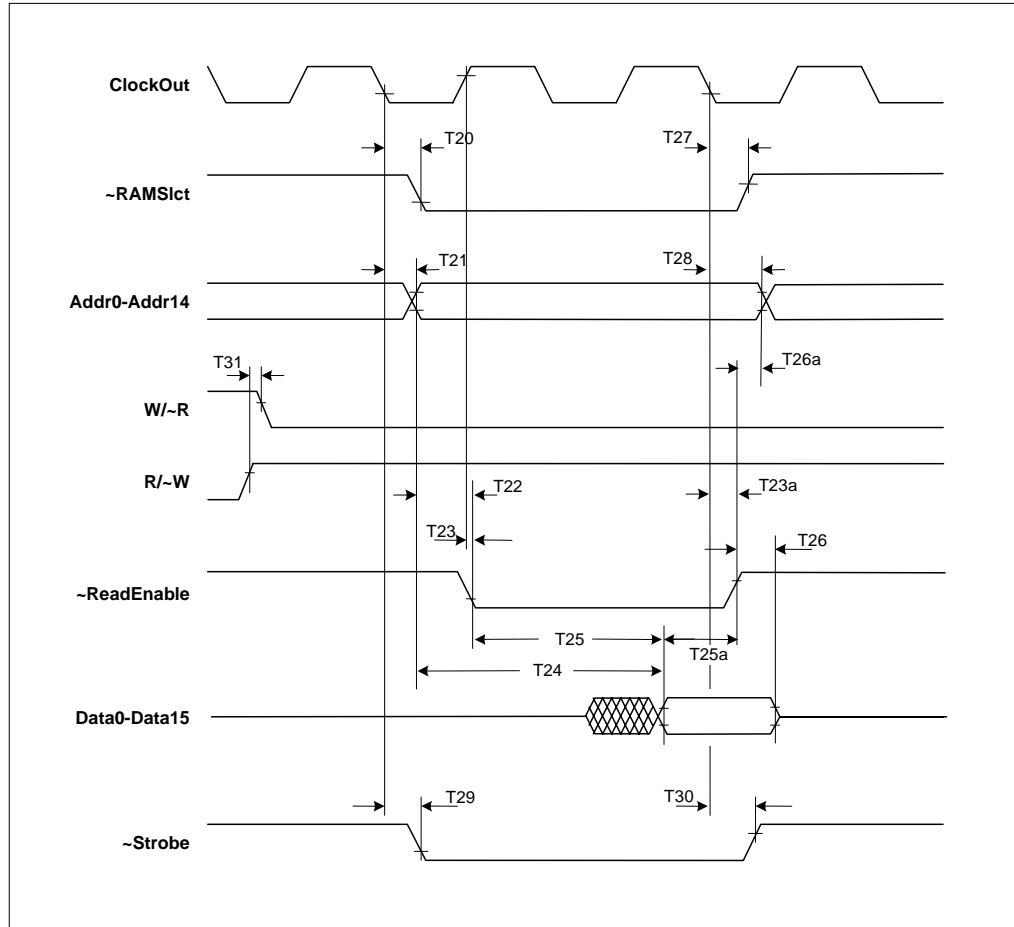 ClockOut
T20
T27
~RAMSlct
T21
T28
Addr0-Addr14
T31
T26a
W/~R
R/~W
T22
T23a
T23
T26
~ReadEnable
T25
T25a
T24
Data0-Data15
T29
T30
~Strobe